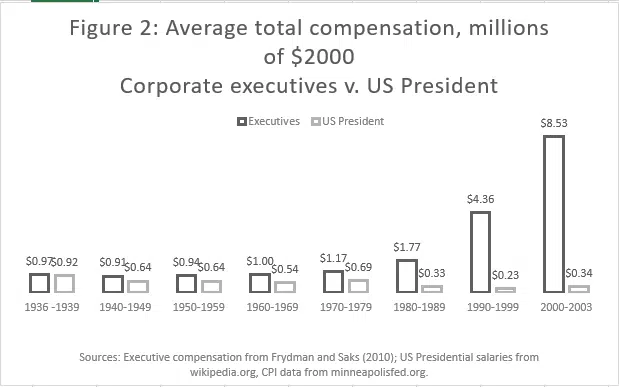 Figure 2: Average total compensation, millions
of $2000
Corporate executives v. US President
Executives US President
$0.97 $0.92 $0.91 $0.64 $0.94 $0.64 $1.00 $0.54 $1.17 $0.69 $1.77 $0.33 $4.36 $0.23 $8.53 $0.34
1936 -1939 1940-1949 1950-1959 1960-1969 1970-1979 1980-1989 1990-1999 2000-2003
Sources: Executive compensation from Frydman and Saks (2010); US Presidential salaries from
wikipedia.org, CPI data from minneapolisfed.org.